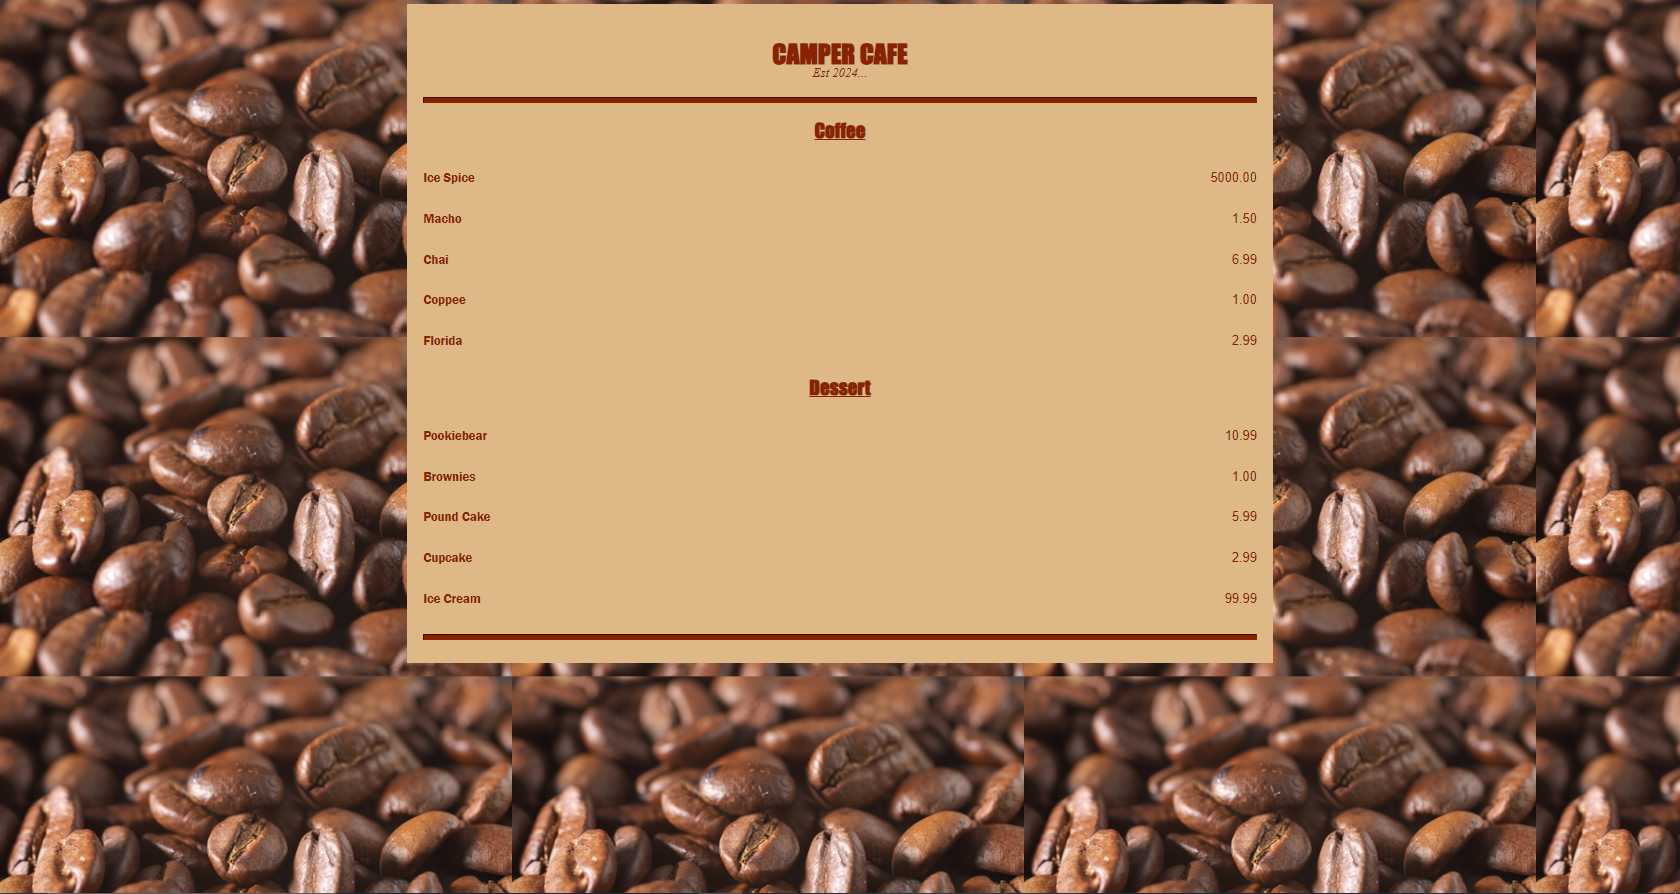 CAMPER CAFE
Est 2024...
Coffee
Ice Spice 5000.00
Macho 1.50
Chai 6.99
Coppee 1.00
Florida 2.99
Dessert
Pookiebear 10.99
Brownies 1.00
Pound Cake 5.99
Cupcake 2.99
Ice Cream 99.99